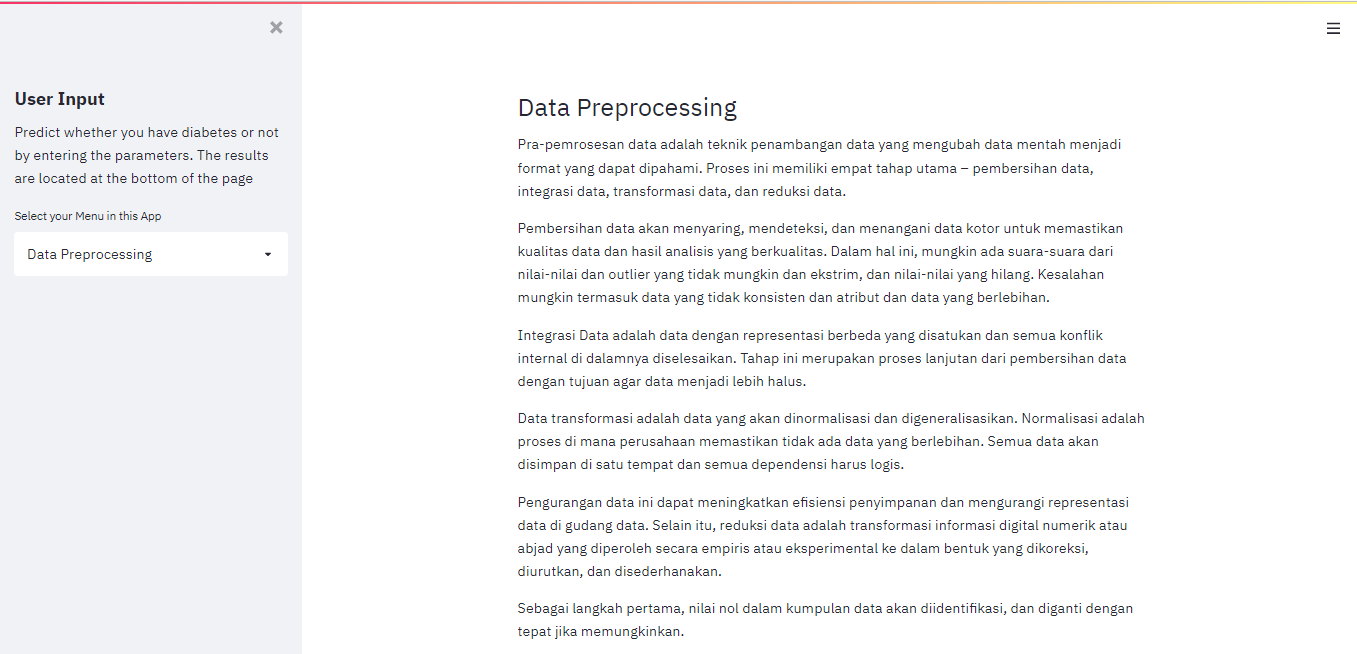 User Input
Predict whether you have diabetes or not
by entering the parameters. The results
are located at the bottom of the page
Select your Menu in this App
Data Preprocessing
Data Preprocessing
Pra-pemrosesan data adalah teknik penambangan data yang mengubah data mentah menjadi
format yang dapat dipahami. Proses ini memiliki empat tahap utama – pembersihan data,
integrasi data, transformasi data, dan reduksi data.
Pembersihan data akan menyaring, mendeteksi, dan menangani data kotor untuk memastikan
kualitas data dan hasil analisis yang berkualitas. Dalam hal ini, mungkin ada suara-suara dari
nilai-nilai dan outlier yang tidak mungkin dan ekstrim, dan nilai-nilai yang hilang. Kesalahan
mungkin termasuk data yang tidak konsisten dan atribut dan data yang berlebihan.
Integrasi Data adalah data dengan representasi berbeda yang disatukan dan semua konflik
internal di dalamnya diselesaikan. Tahap ini merupakan proses lanjutan dari pembersihan data
dengan tujuan agar data menjadi lebih halus.
Data transformasi adalah data yang akan dinormalisasi dan digeneralisasikan. Normalisasi adalah
proses di mana perusahaan memastikan tidak ada data yang berlebihan. Semua data akan
disimpan di satu tempat dan semua dependensi harus logis.
Pengurangan data ini dapat meningkatkan efisiensi penyimpanan dan mengurangi representasi
data di gudang data. Selain itu, reduksi data adalah transformasi informasi digital numerik atau
abjad yang diperoleh secara empiris atau eksperimental ke dalam bentuk yang dikoreksi,
diurutkan, dan disederhanakan.
Sebagai langkah pertama, nilai nol dalam kumpulan data akan diidentifikasi, dan diganti dengan
tepat jika memungkinkan.